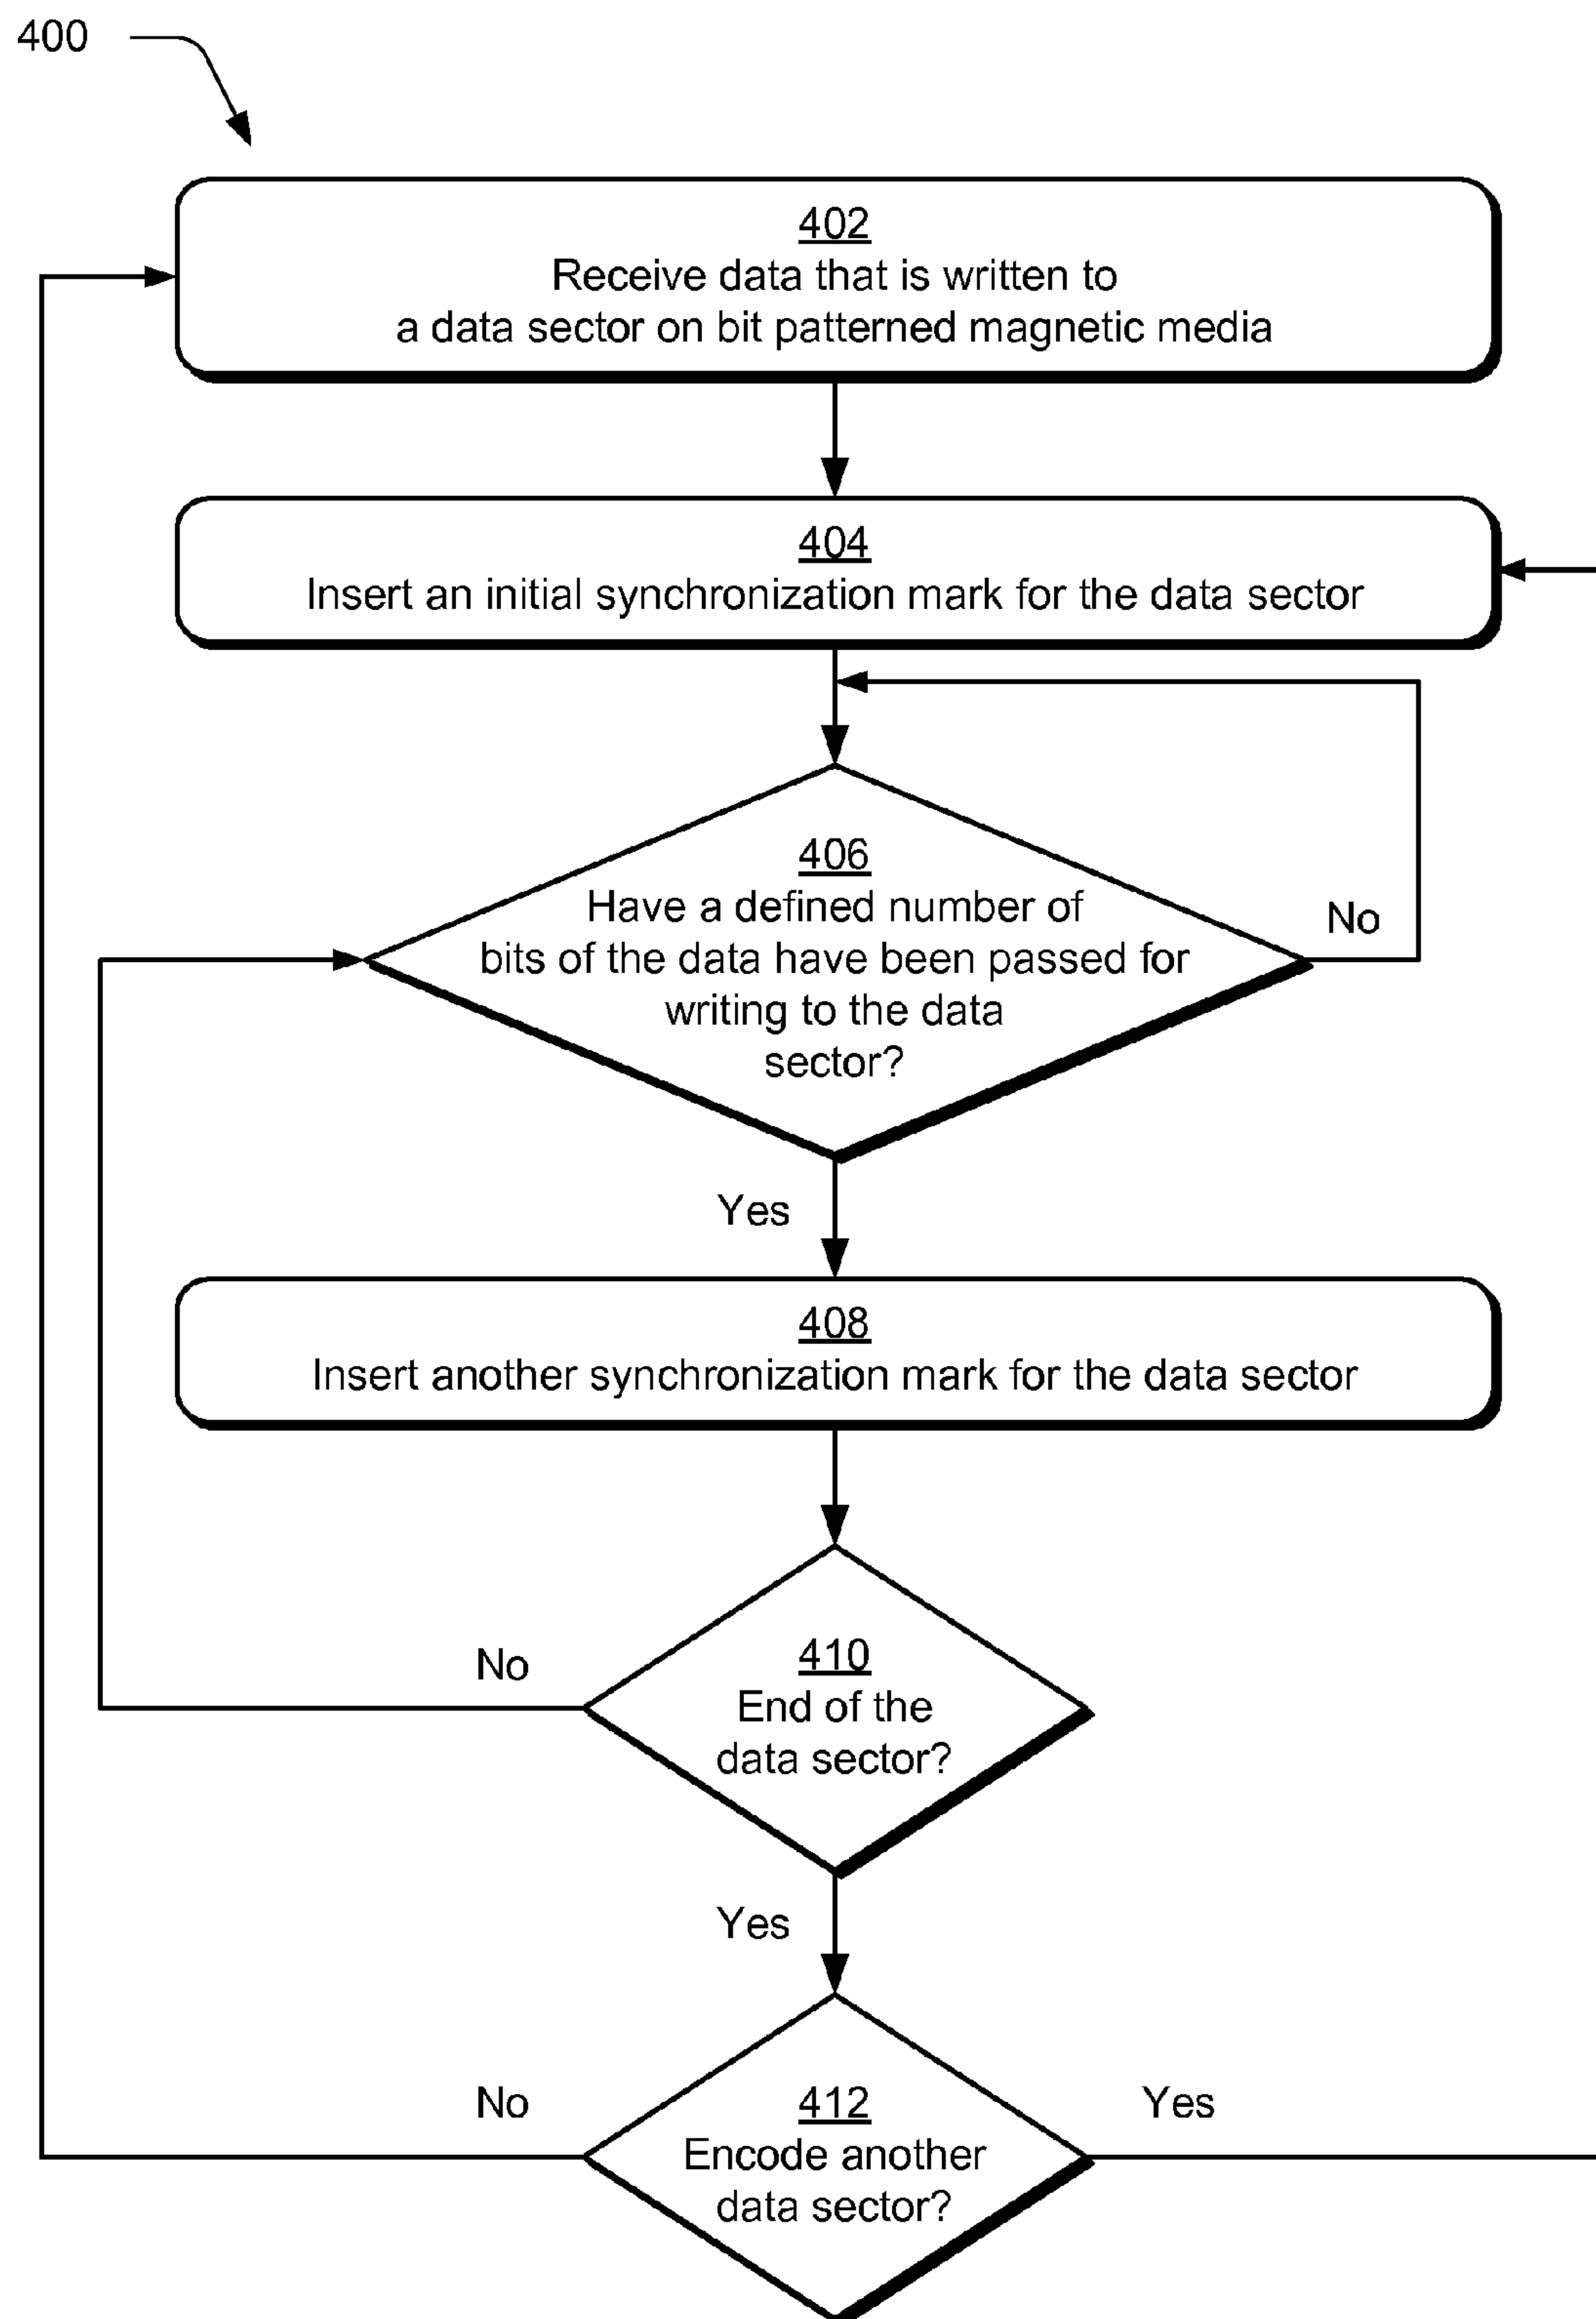 400
402
Receive data that is written to
a data sector on bit patterned magnetic media
404
Insert an initial synchronization mark for the data sector
406
Have a defined number of
bits of the data have been passed for
writing to the data
sector?
No
Yes
408
Insert another synchronization mark for the data sector
410
End of the
data sector?
No
Yes
412
Encode another
data sector?
No
Yes